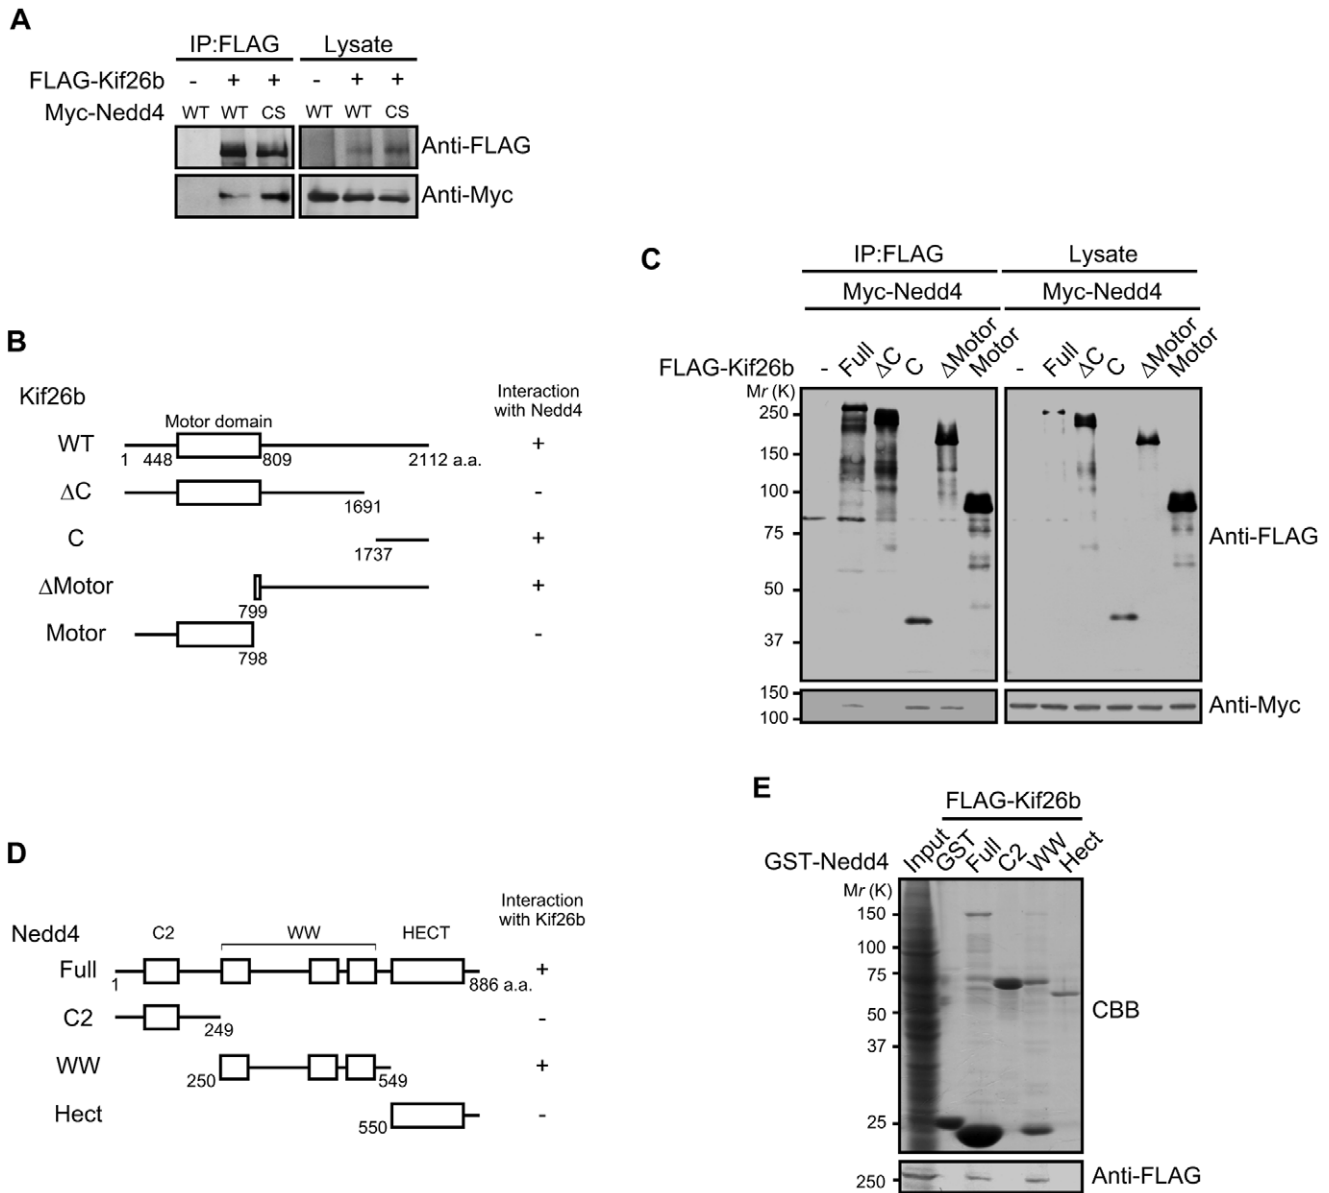 A
IP:FLAG Lysate
FLAG-Kif26b - + + - + +
Myc-Nedd4 WT WT CS WT WT CS
Anti-FLAG
Anti-Myc
B
Kif26b
Interaction
with Nedd4
Motor domain
WT +
1 448 809 2112 a.a.
ΔC -
1691
C +
1737
ΔMotor +
799
Motor -
798
C
IP:FLAG Lysate
Myc-Nedd4 Myc-Nedd4
FLAG-Kif26b - Full ΔC C ΔMotor Motor - Full ΔC C ΔMotor Motor
Mr (K)
250
150
100
75
50
37
Anti-FLAG
150
100
Anti-Myc
D
Interaction
with Kif26b
Nedd4 C2 WW HECT
Full +
1 886 a.a.
C2 -
249
WW +
250 549
Hect -
550
E
FLAG-Kif26b
GST-Nedd4 Input GST Full C2 WW Hect
Mr (K)
150
100
75
50
37
25
CBB
250
Anti-FLAG